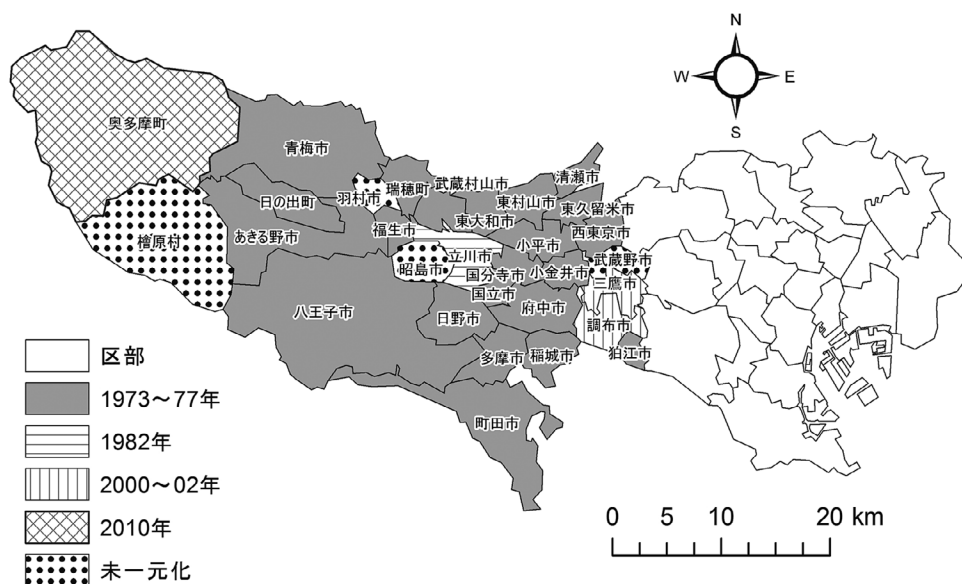 N
W
E
S
奥多摩町
青梅市
清瀬市
瑞穂町
武蔵村山市
羽村市
東村山市
日の出町
東久留米市
東大和市
福生市
西東京市
あきる野市
小平市
檜原村
立川市
武蔵野市
昭島市
国分寺市
小金井市
三鷹市
国立市
八王子市
府中市
日野市
調布市
多摩市
稲城市
狛江市
町田市
区部
1973～77年
1982年
2000～02年
2010年
未一元化
0 5 10 20 km